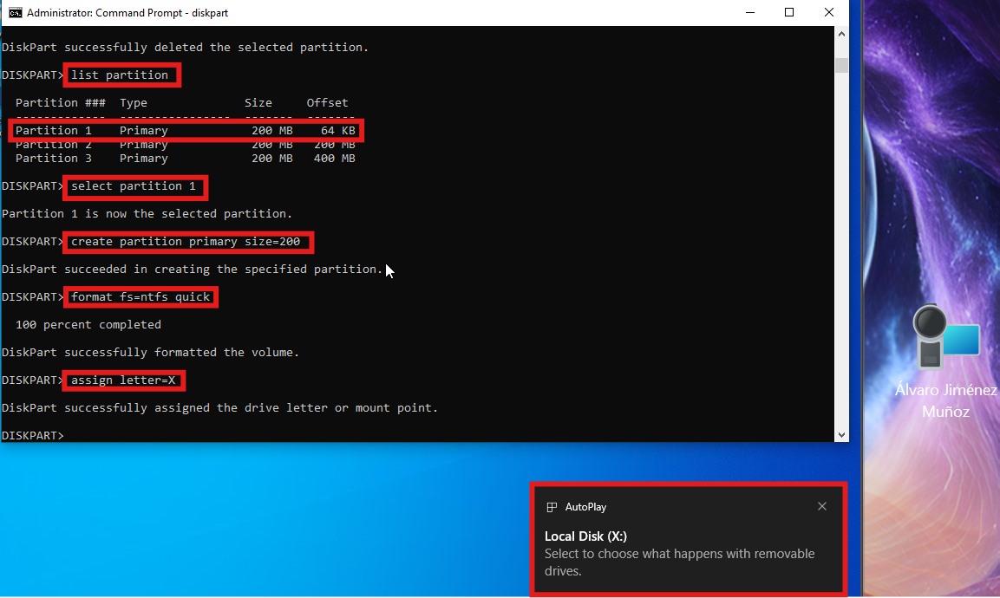 Administrator: Command Prompt - diskpart
DiskPart successfully deleted the selected partition.
DISKPART> list partition
Partition ###  Type              Size     Offset
-------------  ----------------  -------  -------
Partition 1    Primary            200 MB    64 KB
Partition 2    Primary            200 MB   200 MB
Partition 3    Primary            200 MB   400 MB
DISKPART> select partition 1
Partition 1 is now the selected partition.
DISKPART> create partition primary size=200
DiskPart succeeded in creating the specified partition.
DISKPART> format fs=ntfs quick
100 percent completed
DiskPart successfully formatted the volume.
DISKPART> assign letter=X
DiskPart successfully assigned the drive letter or mount point.
DISKPART>
Álvaro Jiménez
Muñoz
AutoPlay
Local Disk (X:)
Select to choose what happens with removable
drives.